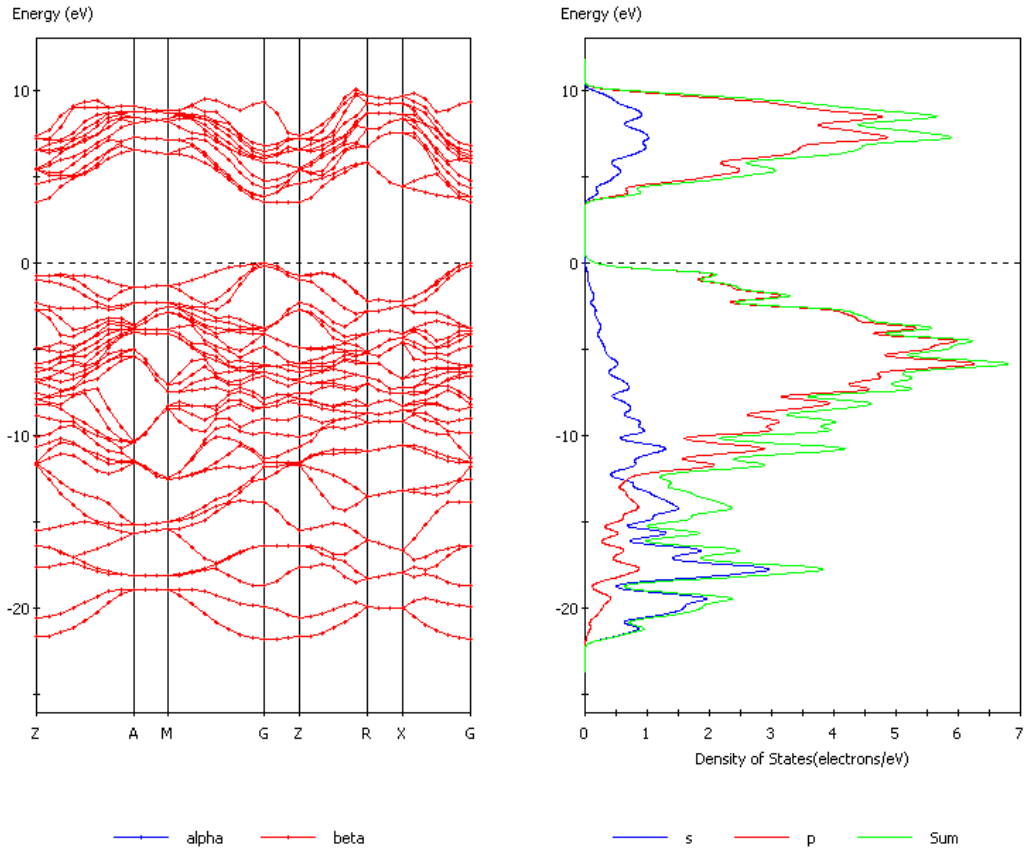 Energy (eV)
10
0
-10
-20
Z A M G Z R X G
alpha beta
Energy (eV)
10
0
-10
-20
0 1 2 3 4 5 6 7
Density of States(electrons/eV)
s p Sum